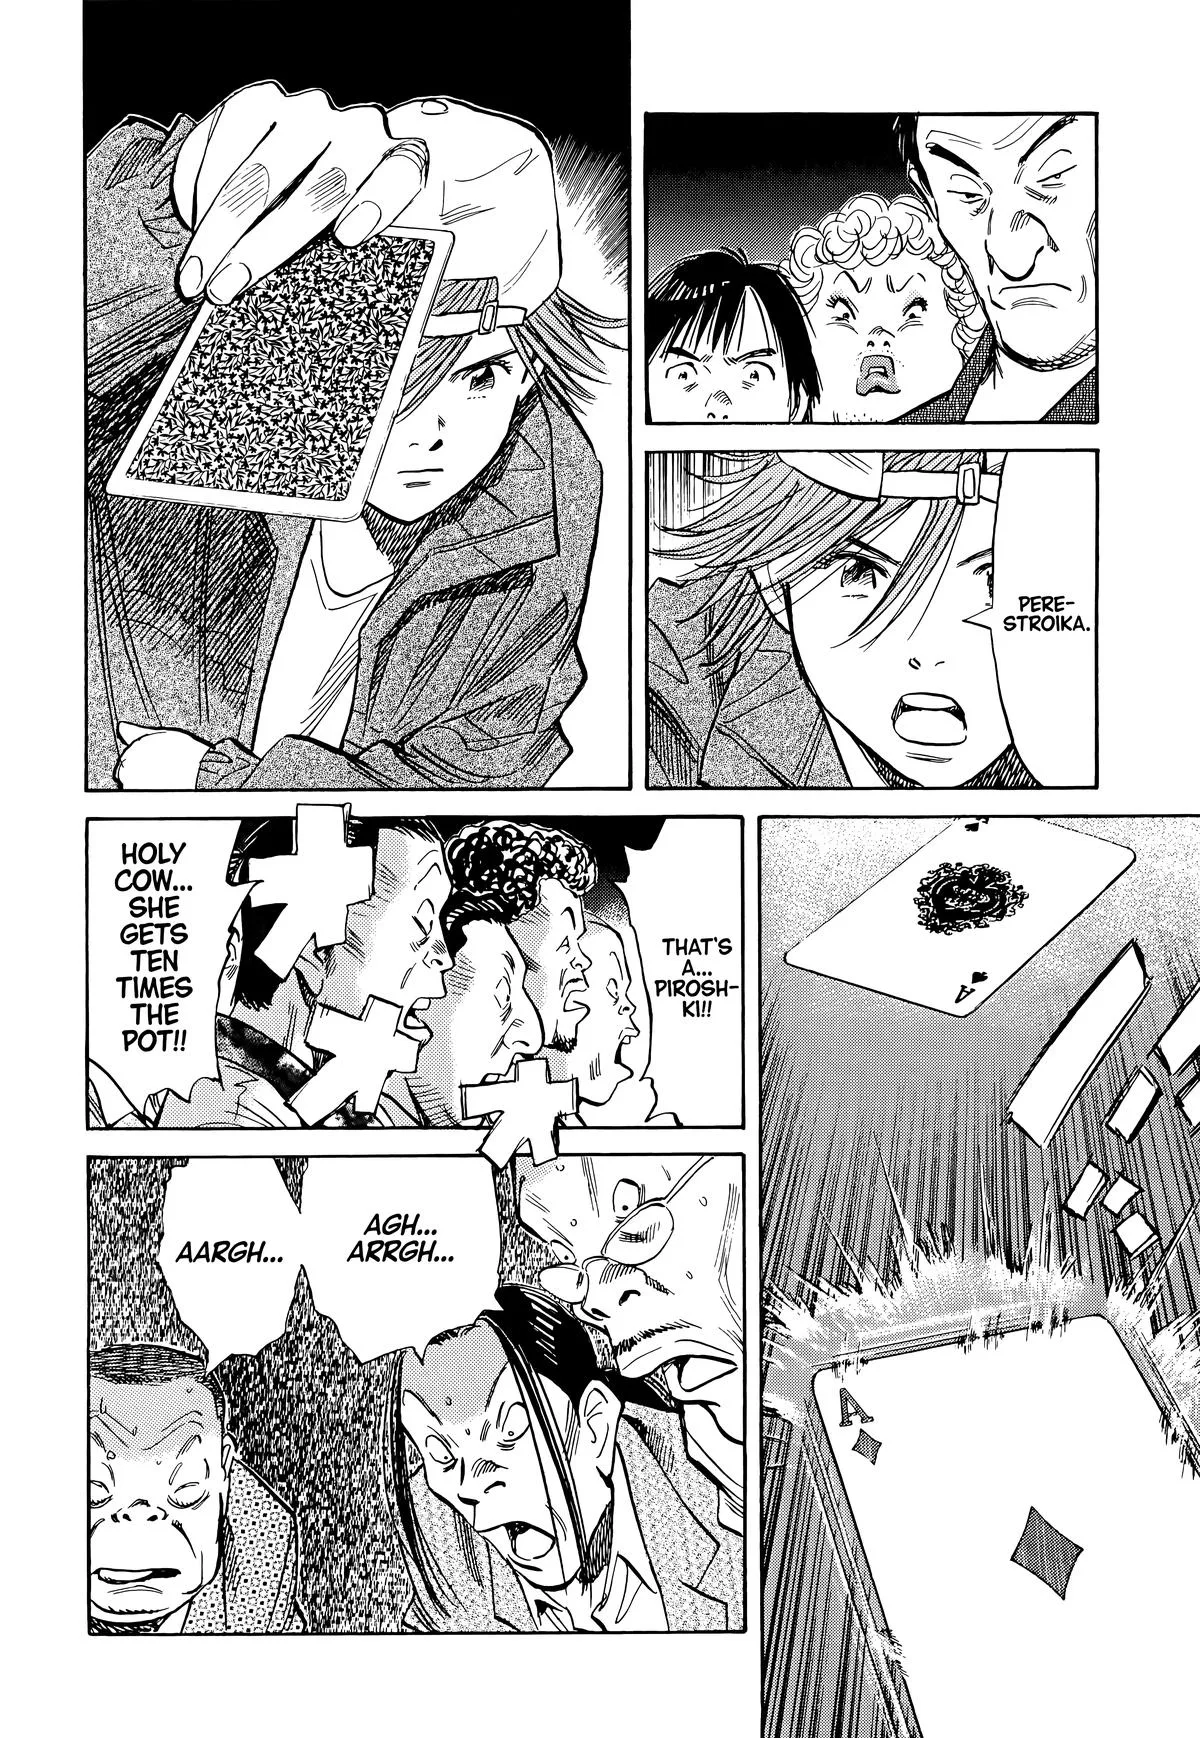 PERE-
STROIKA.
A
A
THAT'S
A...
PIROSH-
KI!!
HOLY
COW...
SHE
GETS
TEN
TIMES
THE
POT!!
AGH...
ARRGH...
AARGH...